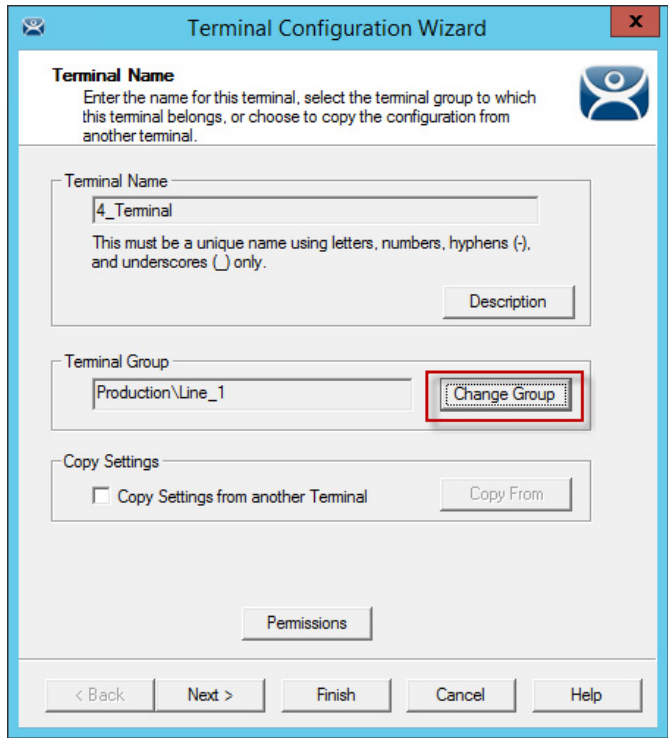 Terminal Configuration Wizard
x
Terminal Name
Enter the name for this terminal, select the terminal group to which
this terminal belongs, or choose to copy the configuration from
another terminal.
Terminal Name
4_Terminal
This must be a unique name using letters, numbers, hyphens (-),
and underscores (_) only.
Description
Terminal Group
Production\Line_1
Change Group
Copy Settings
Copy Settings from another Terminal
Copy From
Permissions
< Back
Next >
Finish
Cancel
Help